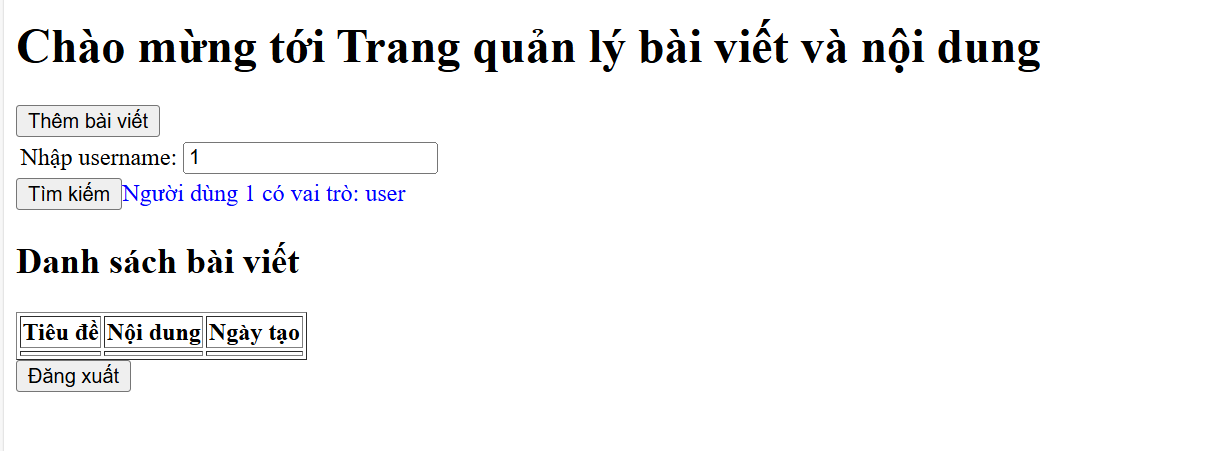 Chào mừng tới Trang quản lý bài viết và nội dung
Thêm bài viết
Nhập username: 1
Tìm kiếm Người dùng 1 có vai trò: user
Danh sách bài viết
Tiêu đề Nội dung Ngày tạo
Đăng xuất